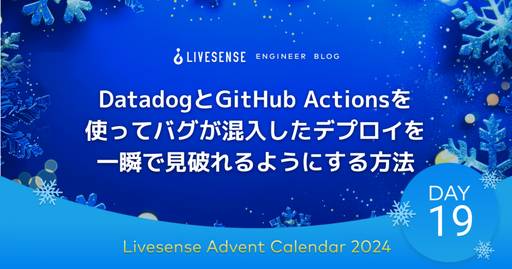 LIVESENSE ENGINEER BLOG
DatadogとGitHub Actionsを
使ってバグが混入したデプロイを
一瞬で見破れるようにする方法
DAY
19
Livesense Advent Calendar 2024